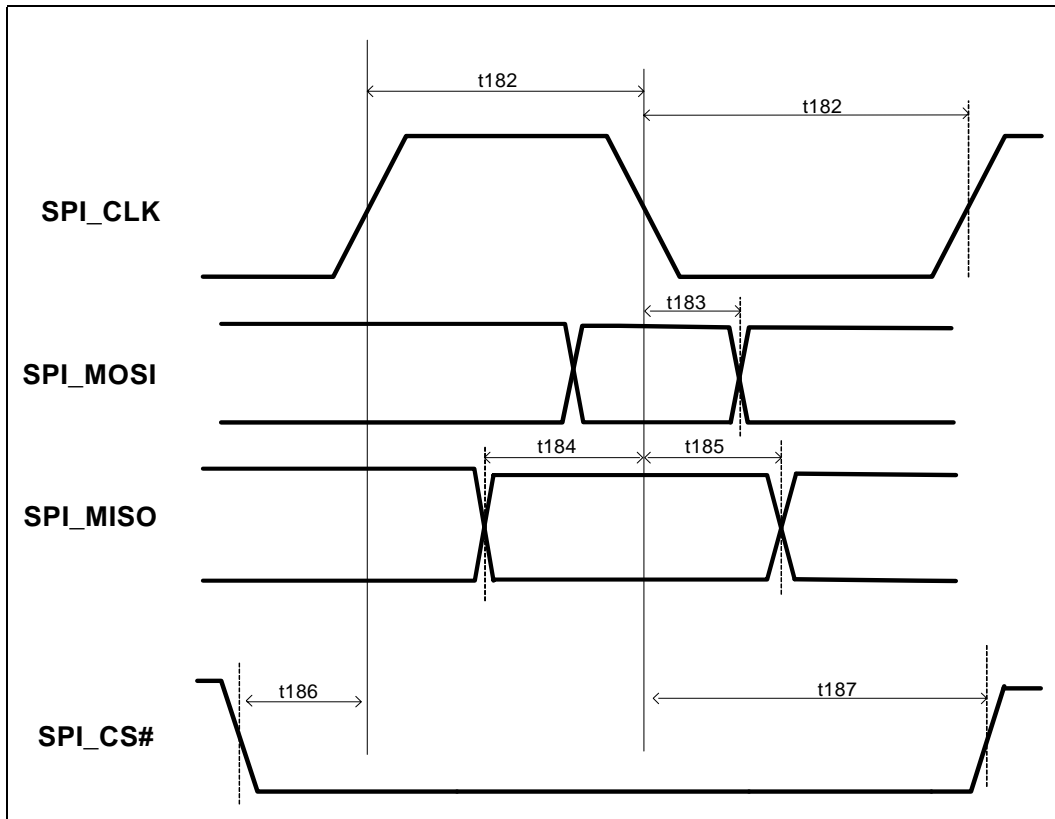 t182
t182
SPI_CLK
t183
SPI_MOSI
t184
t185
SPI_MISO
t186
t187
SPI_CS#